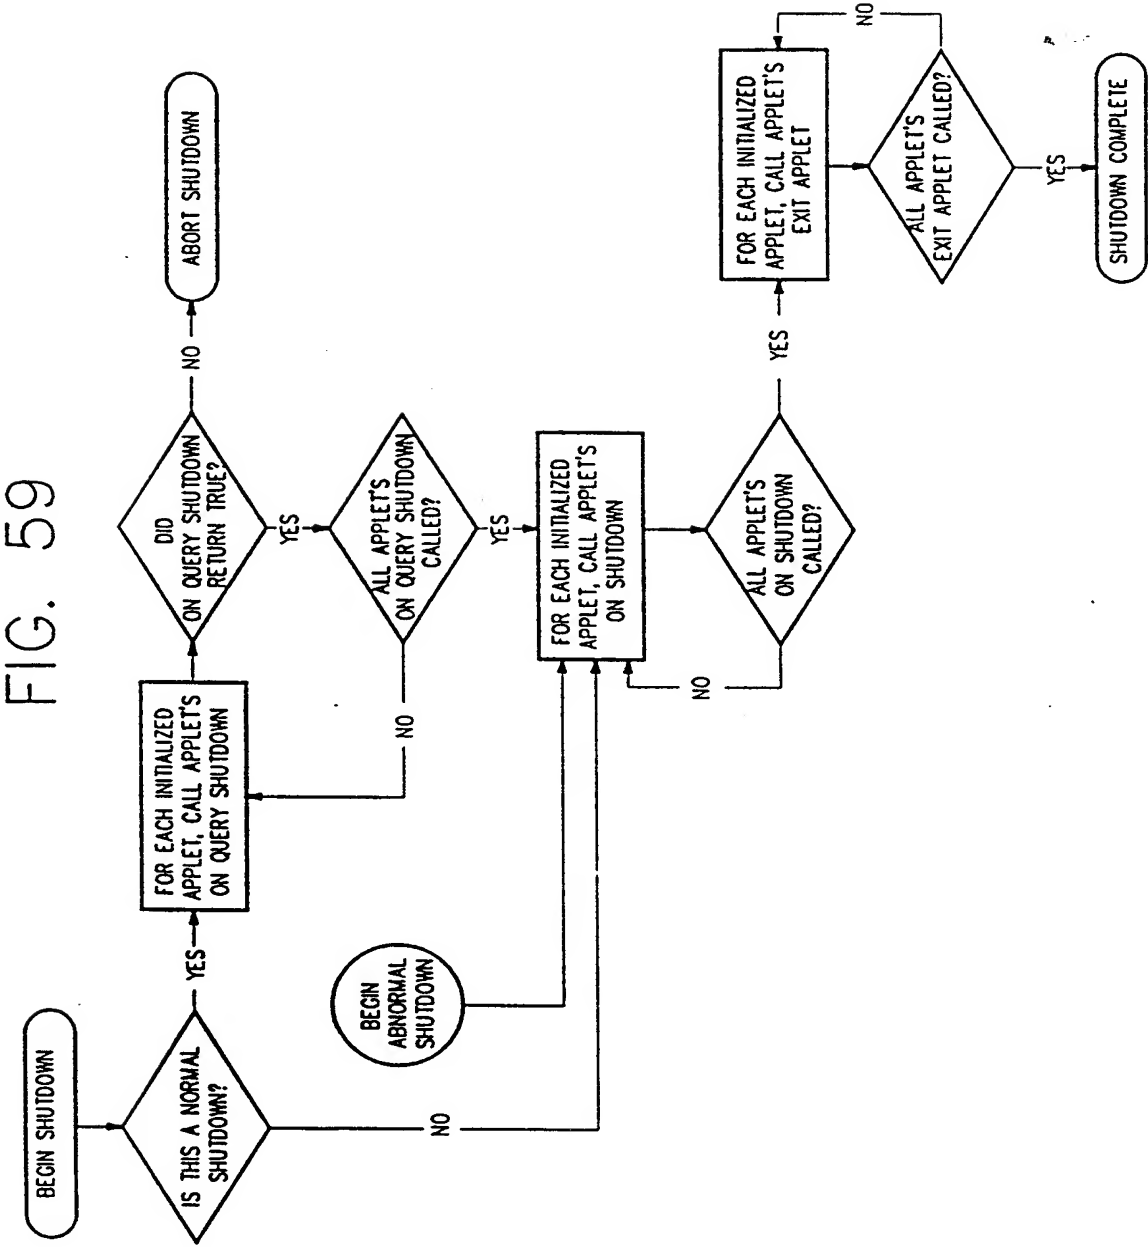 FIG. 59
BEGIN SHUTDOWN
IS THIS A NORMAL
SHUTDOWN?
YES
NO
FOR EACH INITIALIZED
APPLET, CALL APPLET'S
ON QUERY SHUTDOWN
DID
ON QUERY SHUTDOWN
RETURN TRUE?
NO
ABORT SHUTDOWN
YES
ALL APPLET'S
ON QUERY SHUTDOWN
CALLED?
NO
YES
BEGIN
ABNORMAL
SHUTDOWN
FOR EACH INITIALIZED
APPLET, CALL APPLET'S
ON SHUTDOWN
ALL APPLET'S
ON SHUTDOWN
CALLED?
NO
YES
FOR EACH INITIALIZED
APPLET, CALL APPLET'S
EXIT APPLET
ALL APPLET'S
EXIT APPLET CALLED?
NO
YES
SHUTDOWN COMPLETE